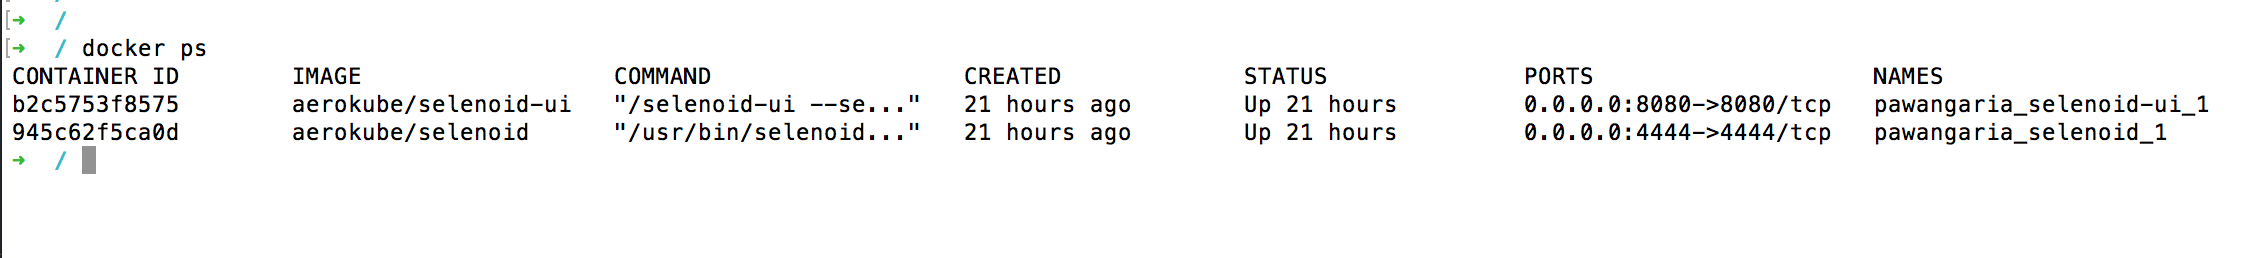 [➜ /
[➜ / docker ps
CONTAINER ID IMAGE COMMAND CREATED STATUS PORTS NAMES
b2c5753f8575 aerokube/selenoid-ui "/selenoid-ui --se..." 21 hours ago Up 21 hours 0.0.0.0:8080->8080/tcp pawangaria_selenoid-ui_1
945c62f5ca0d aerokube/selenoid "/usr/bin/selenoid..." 21 hours ago Up 21 hours 0.0.0.0:4444->4444/tcp pawangaria_selenoid_1
➜ /